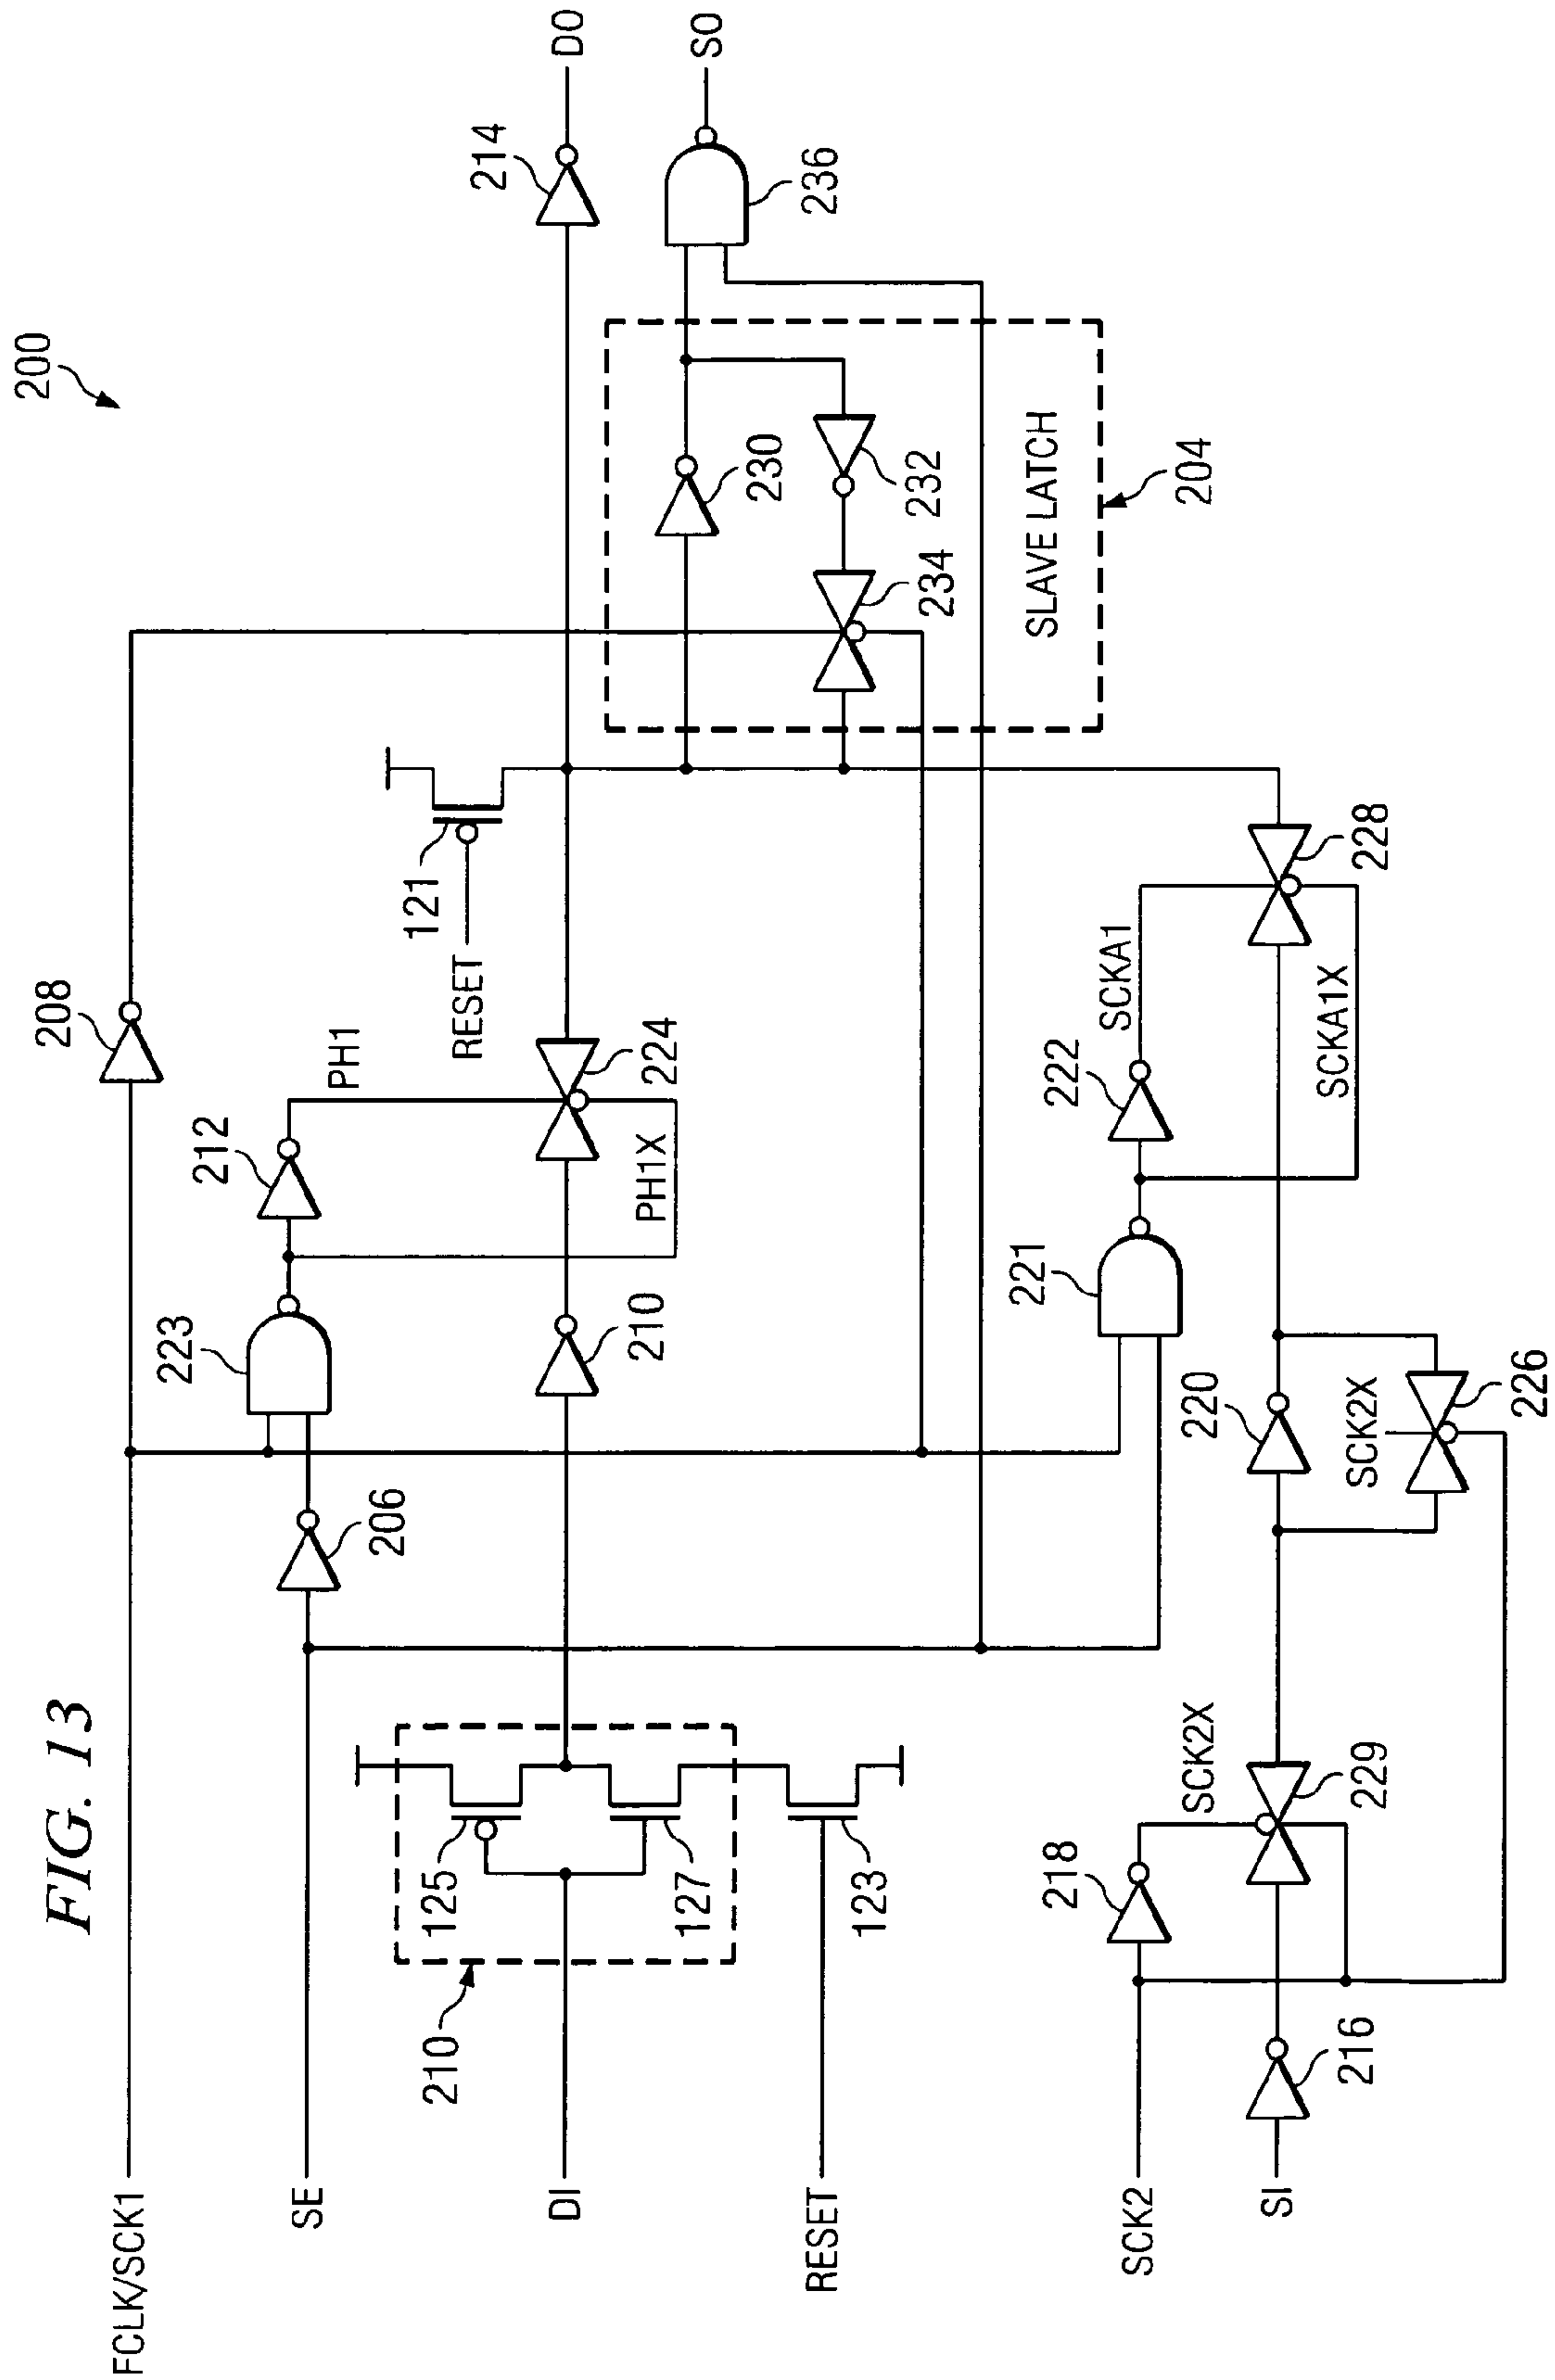 FIG. 13
200
FCLK/SCK1
208
SE
206
223
212
PH1
121
RESET
214
DO
DI
210
125
127
210
PH1X
224
236
SO
230
232
234
SLAVE LATCH
204
RESET
123
221
222
SCKA1
228
SCKA1X
SCK2
218
SCK2X
229
220
SCK2X
226
SI
216